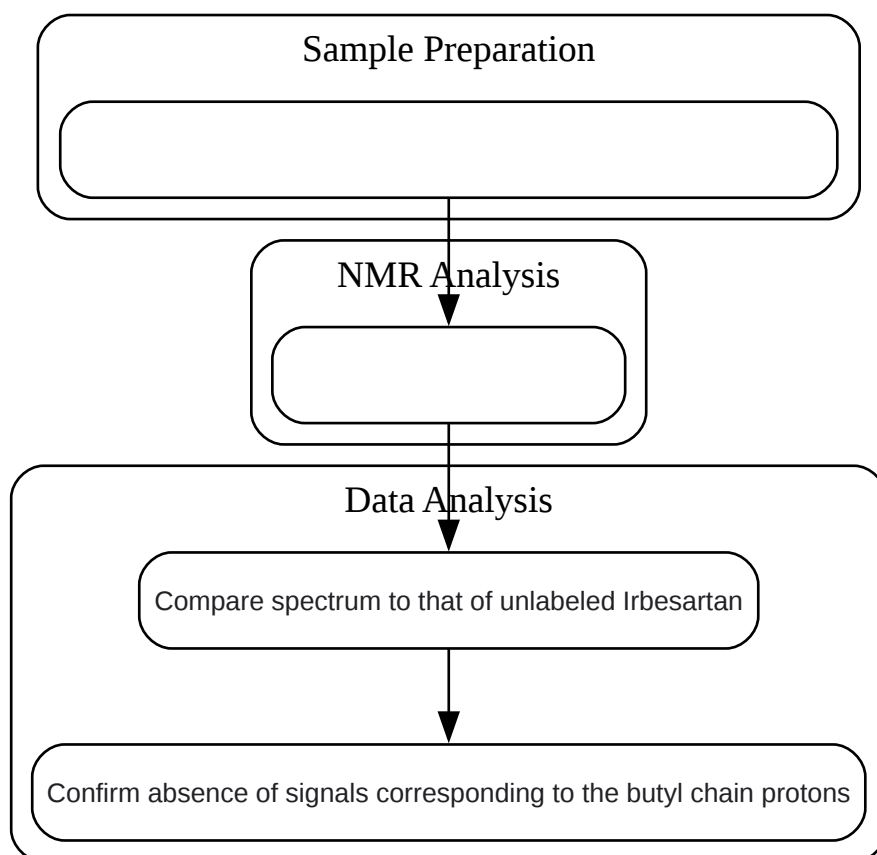 Sample Preparation
NMR Analysis
Data Analysis
Compare spectrum to that of unlabeled Irbesartan
Confirm absence of signals corresponding to the butyl chain protons